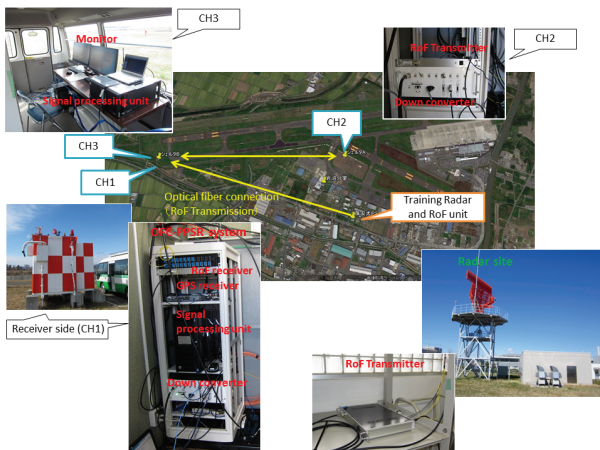 CH3
Monitor
Signal processing unit
RoF Transmitter
Down converter
CH2
CH2
CH3
CH1
Optical fiber connection
(RoF Transmission)
Training Radar
and RoF unit
OFC-PPSR system
RoF receiver
GPS receiver
Signal
processing unit
Down converter
Receiver side (CH1)
Radar site
RoF Transmitter